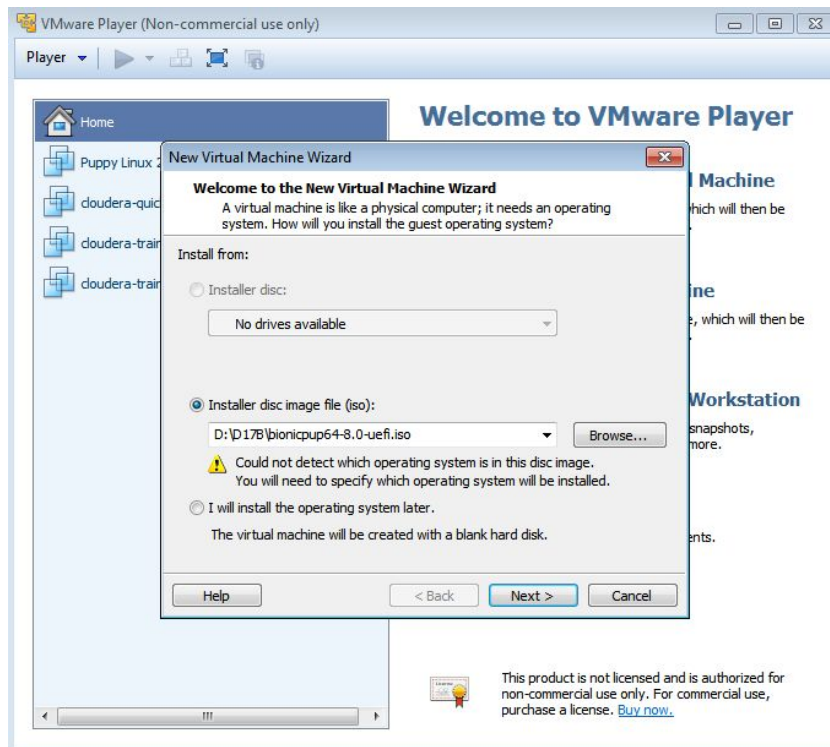 VMware Player (Non-commercial use only)
Player
Home
Puppy Linux 2
cloudera-quic
cloudera-train
cloudera-train
Welcome to VMware Player
l Machine
which will then be
ine
e, which will then be
Workstation
snapshots,
more.
ents.
New Virtual Machine Wizard
Welcome to the New Virtual Machine Wizard
A virtual machine is like a physical computer; it needs an operating
system. How will you install the guest operating system?
Install from:
Installer disc:
No drives available
Installer disc image file (iso):
D:\D17B\bionicpup64-8.0-uefi.iso
Browse...
Could not detect which operating system is in this disc image.
You will need to specify which operating system will be installed.
I will install the operating system later.
The virtual machine will be created with a blank hard disk.
Help
< Back
Next >
Cancel
This product is not licensed and is authorized for
non-commercial use only. For commercial use,
purchase a license. Buy now.